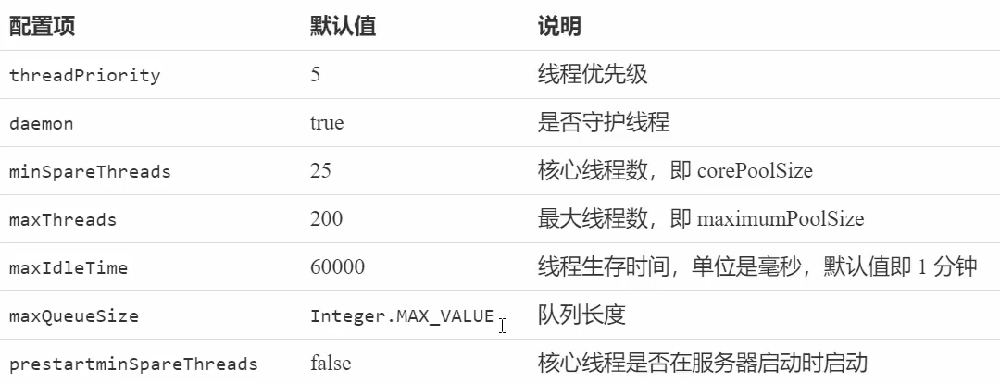 配置项 默认值 说明
threadPriority 5 线程优先级
daemon true 是否守护线程
minSpareThreads 25 核心线程数，即 corePoolSize
maxThreads 200 最大线程数，即 maximumPoolSize
maxIdleTime 60000 线程生存时间，单位是毫秒，默认值即 1 分钟
maxQueueSize Integer.MAX_VALUE 队列长度
prestartminSpareThreads false 核心线程是否在服务器启动时启动